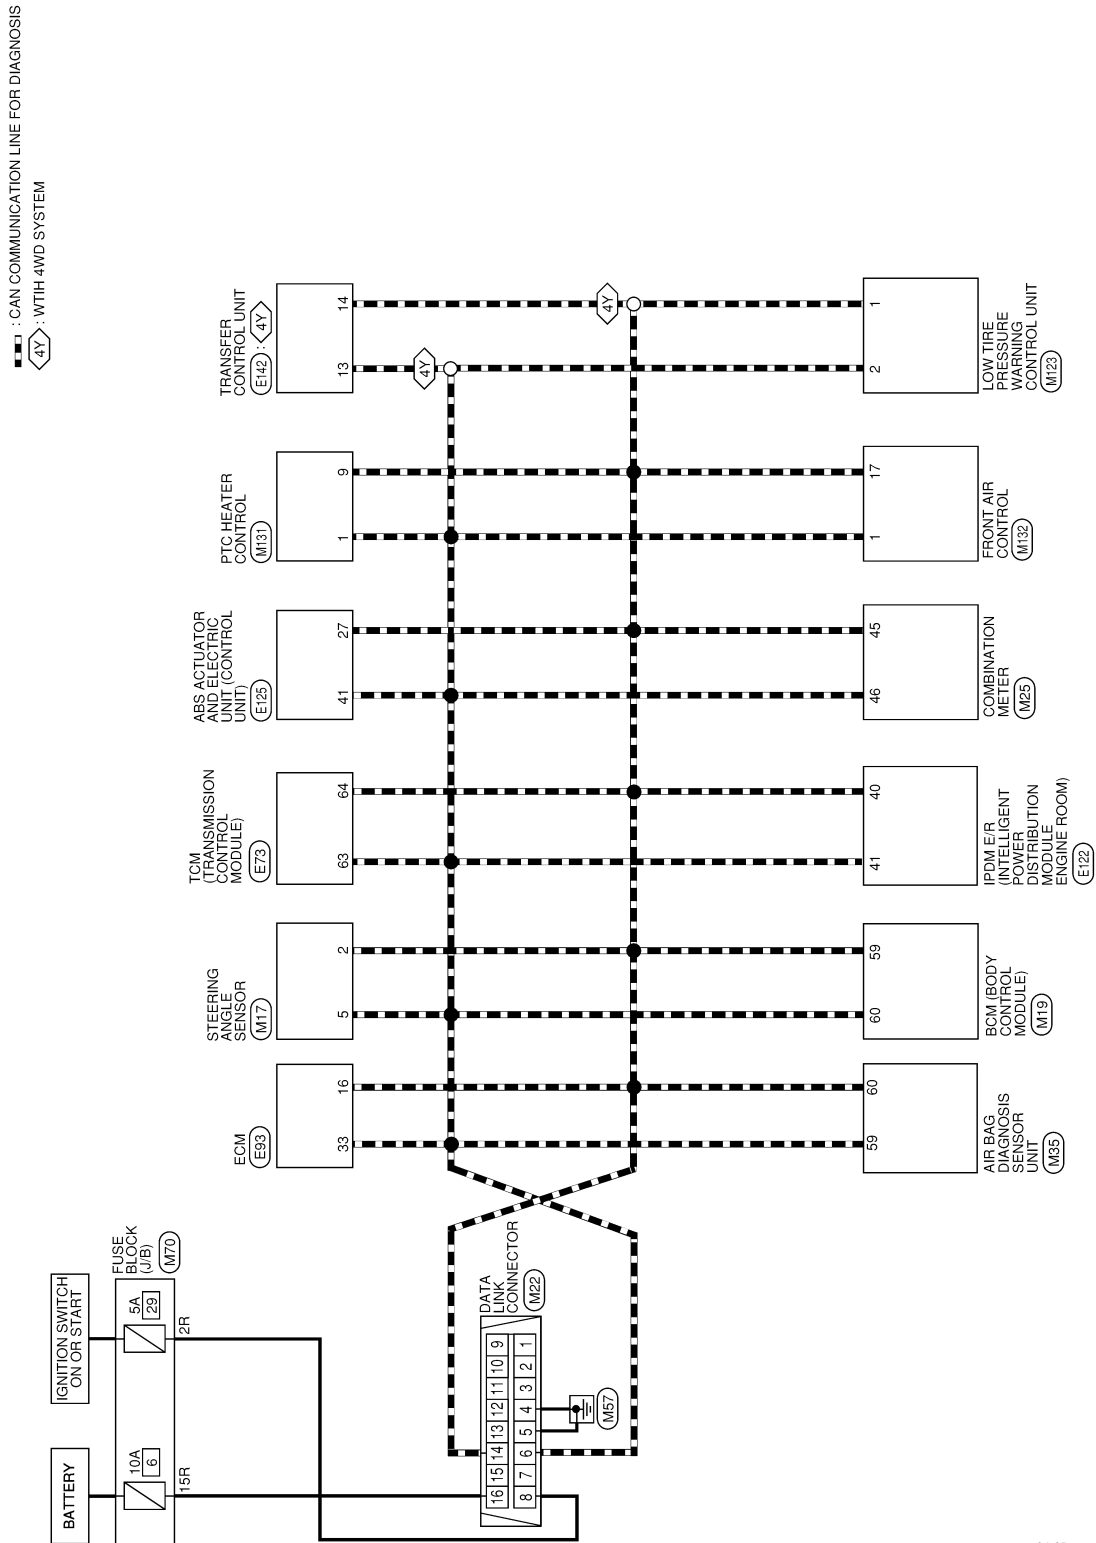 : CAN COMMUNICATION LINE FOR DIAGNOSIS
4Y : WTIH 4WD SYSTEM
IGNITION SWITCH
ON OR START
BATTERY
FUSE
BLOCK
(J/B)
M70
10A
6
15R
5A
29
2R
ECM
E93
33
16
STEERING
ANGLE
SENSOR
M17
5
2
TCM
(TRANSMISSION
CONTROL
MODULE)
E73
63
64
ABS ACTUATOR
AND ELECTRIC
UNIT (CONTROL
UNIT)
E125
41
27
PTC HEATER
CONTROL
M131
1
9
TRANSFER
CONTROL UNIT
E142 : 4Y
13
14
4Y
4Y
DATA
LINK
CONNECTOR
M22
16 15 14 13 12 11 10 9
8 7 6 5 4 3 2 1
M57
59
60
AIR BAG
DIAGNOSIS
SENSOR
UNIT
M35
60
59
BCM (BODY
CONTROL
MODULE)
M19
41
40
IPDM E/R
(INTELLIGENT
POWER
DISTRIBUTION
MODULE
ENGINE ROOM)
E122
46
45
COMBINATION
METER
M25
1
17
FRONT AIR
CONTROL
M132
2
1
LOW TIRE
PRESSURE
WARNING
CONTROL UNIT
M123